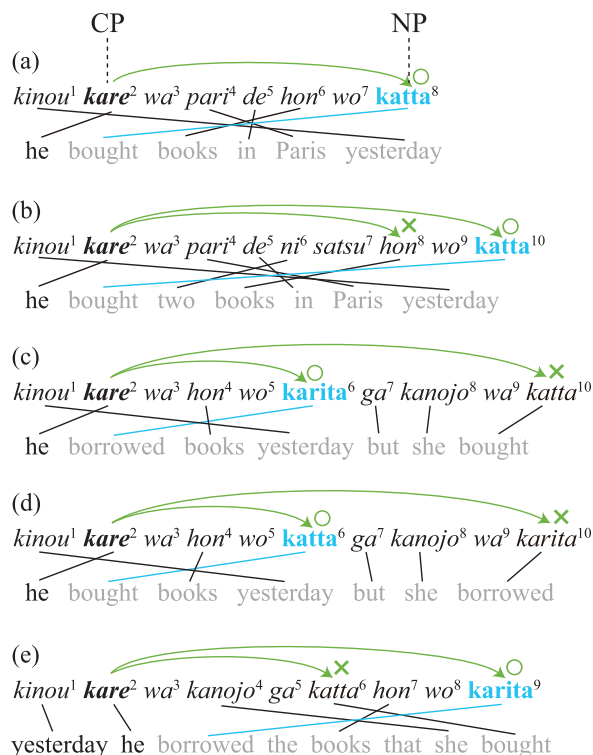 CP NP
(a)
kinou¹ kare² wa³ pari⁴ de⁵ hon⁶ wo⁷ katta⁸
he bought books in Paris yesterday
(b)
kinou¹ kare² wa³ pari⁴ de⁵ ni⁶ satsu⁷ hon⁸ wo⁹ katta¹⁰
he bought two books in Paris yesterday
(c)
kinou¹ kare² wa³ hon⁴ wo⁵ karita⁶ ga⁷ kanojo⁸ wa⁹ katta¹⁰
he borrowed books yesterday but she bought
(d)
kinou¹ kare² wa³ hon⁴ wo⁵ katta⁶ ga⁷ kanojo⁸ wa⁹ karita¹⁰
he bought books yesterday but she borrowed
(e)
kinou¹ kare² wa³ kanojo⁴ ga⁵ katta⁶ hon⁷ wo⁸ karita⁹
yesterday he borrowed the books that she bought